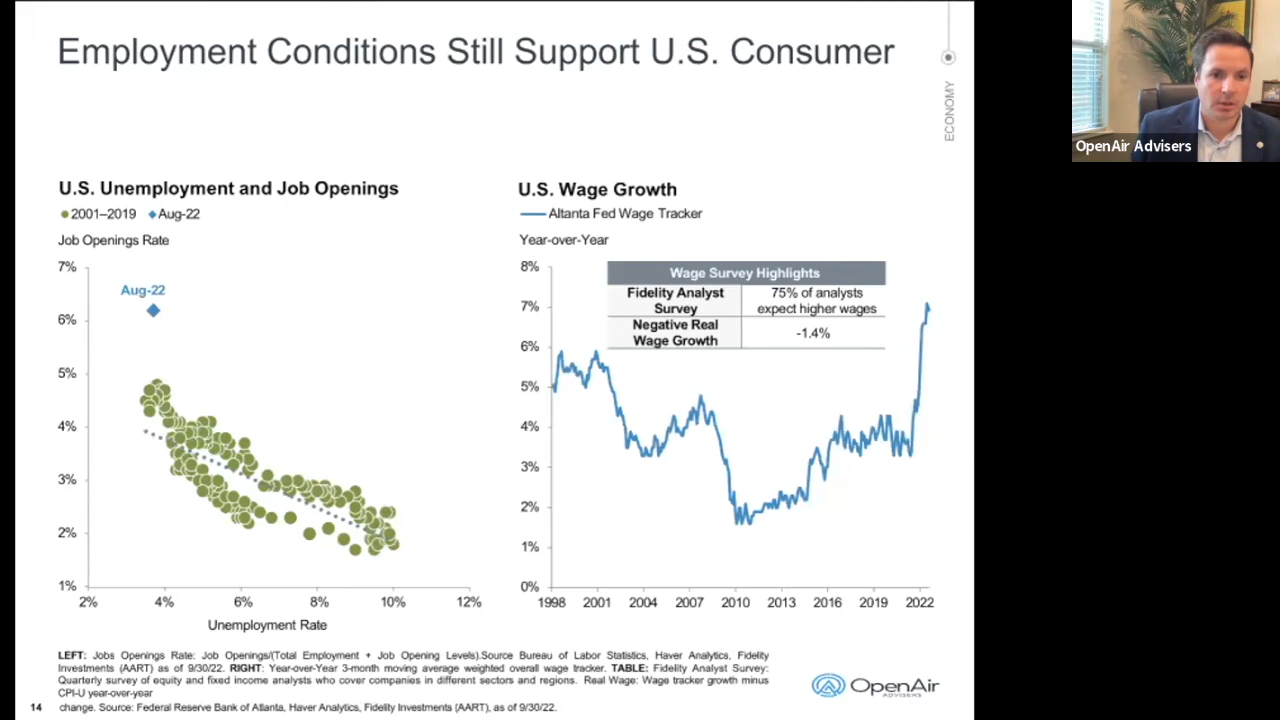 Employment Conditions Still Support U.S. Consumer
ECONOMY
OpenAir Advisers
U.S. Unemployment and Job Openings
2001–2019 Aug-22
Job Openings Rate
7%
6%
5%
4%
3%
2%
1%
Aug-22
2% 4% 6% 8% 10% 12%
Unemployment Rate
U.S. Wage Growth
Altanta Fed Wage Tracker
Year-over-Year
8%
7%
6%
5%
4%
3%
2%
1%
0%
Wage Survey Highlights
Fidelity Analyst Survey 75% of analysts expect higher wages
Negative Real Wage Growth -1.4%
1998 2001 2004 2007 2010 2013 2016 2019 2022
LEFT: Jobs Openings Rate: Job Openings/(Total Employment + Job Opening Levels).Source Bureau of Labor Statistics, Haver Analytics, Fidelity
Investments (AART) as of 9/30/22. RIGHT: Year-over-Year 3-month moving average weighted overall wage tracker. TABLE: Fidelity Analyst Survey:
Quarterly survey of equity and fixed income analysts who cover companies in different sectors and regions. Real Wage: Wage tracker growth minus
CPI-U year-over-year
14 change. Source: Federal Reserve Bank of Atlanta, Haver Analytics, Fidelity Investments (AART), as of 9/30/22.
OpenAir
ADVISERS